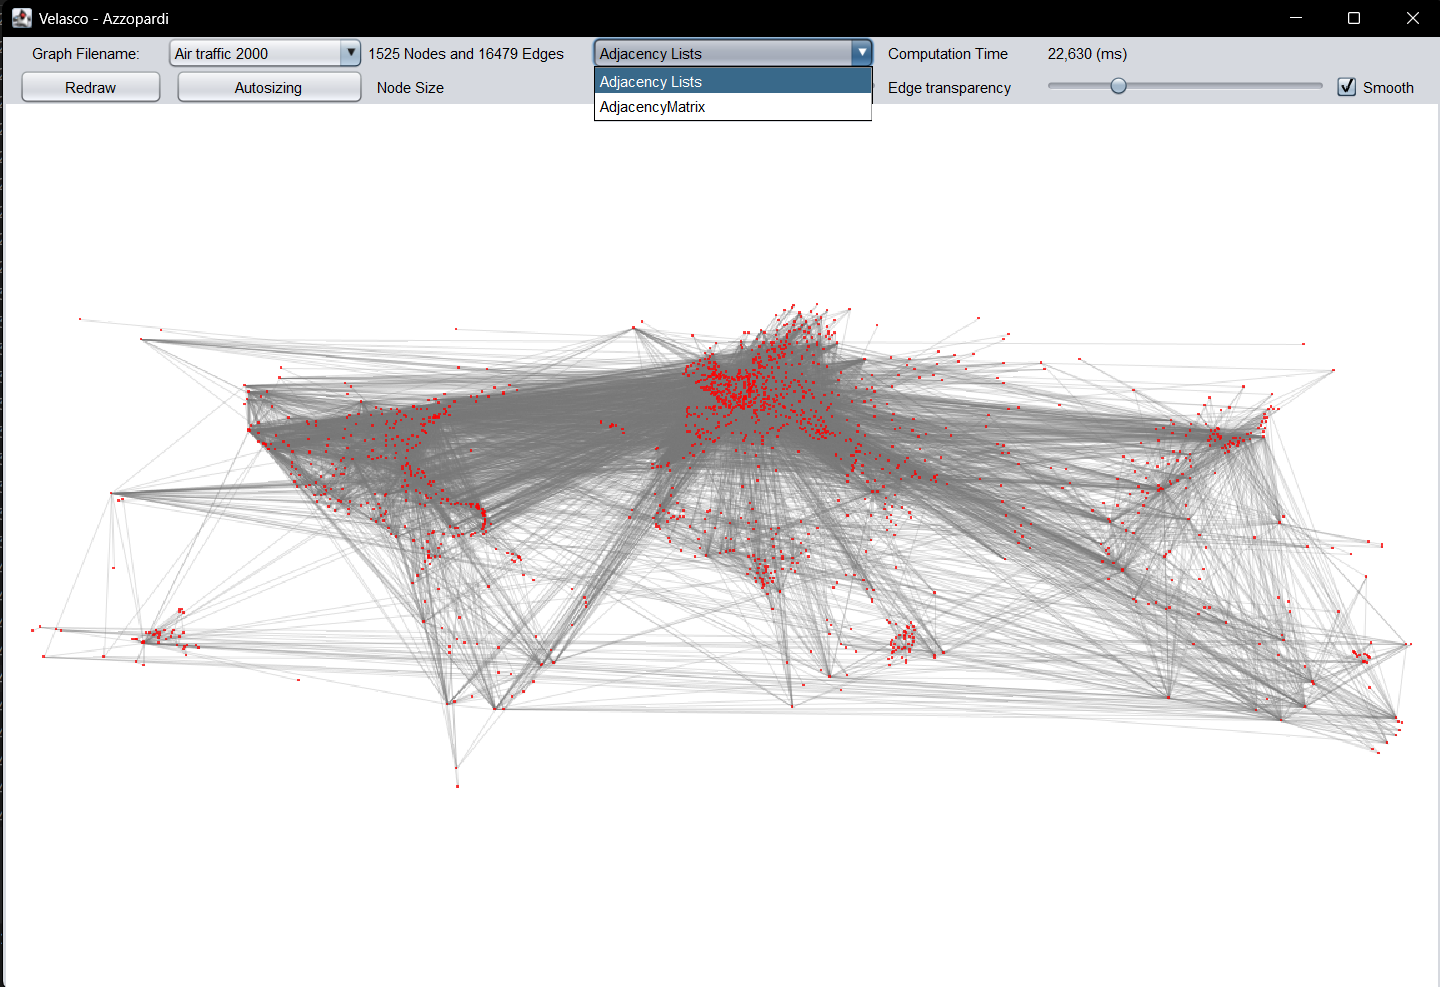 Velasco - Azzopardi
Graph Filename: Air traffic 2000 1525 Nodes and 16479 Edges Adjacency Lists Computation Time 22,630 (ms)
Redraw Autosizing Node Size Adjacency Lists Edge transparency Smooth
AdjacencyMatrix